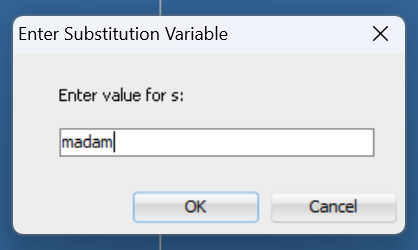 Enter Substitution Variable
Enter value for s:
madam
OK Cancel